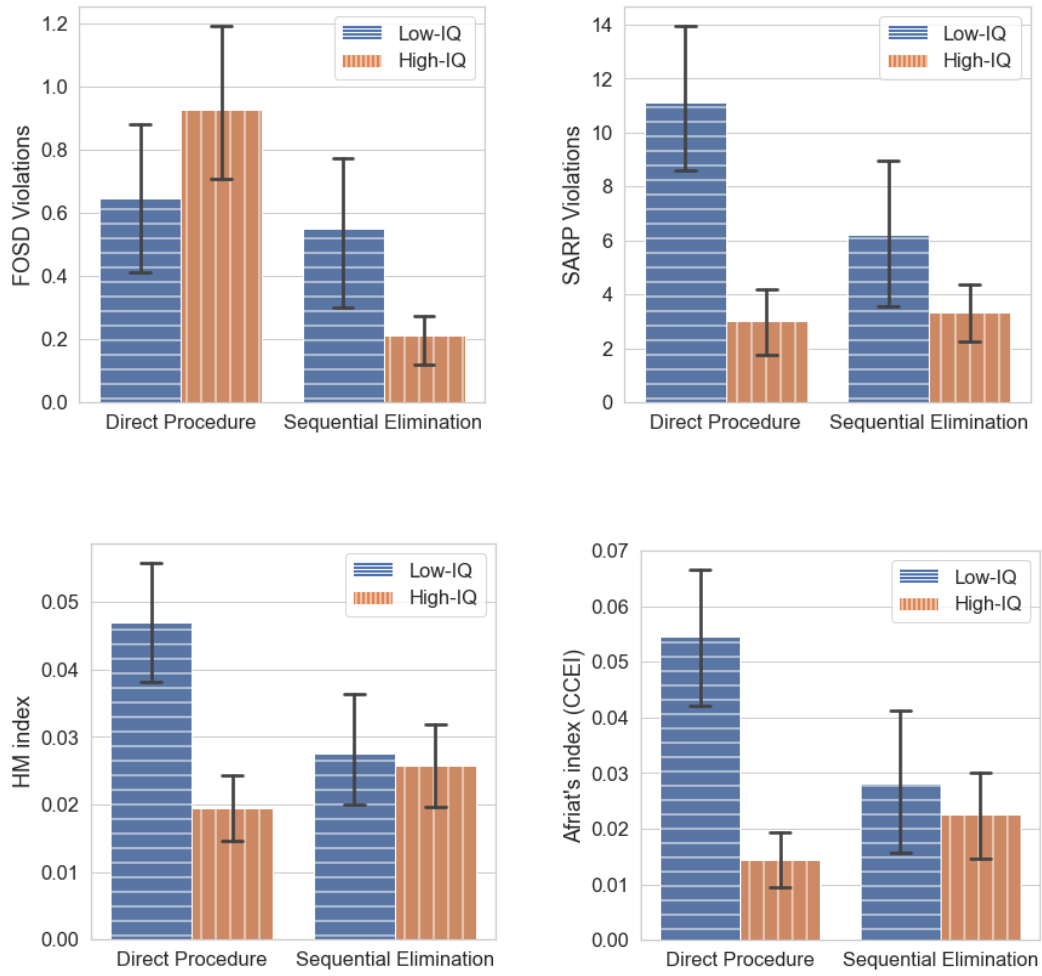 FOSD Violations
1.2
1.0
0.8
0.6
0.4
0.2
0.0
Low-IQ
High-IQ
Direct Procedure
Sequential Elimination
SARP Violations
14
12
10
8
6
4
2
0
Low-IQ
High-IQ
Direct Procedure
Sequential Elimination
HM index
0.05
0.04
0.03
0.02
0.01
0.00
Low-IQ
High-IQ
Direct Procedure
Sequential Elimination
Afriat's index (CCEI)
0.07
0.06
0.05
0.04
0.03
0.02
0.01
0.00
Low-IQ
High-IQ
Direct Procedure
Sequential Elimination